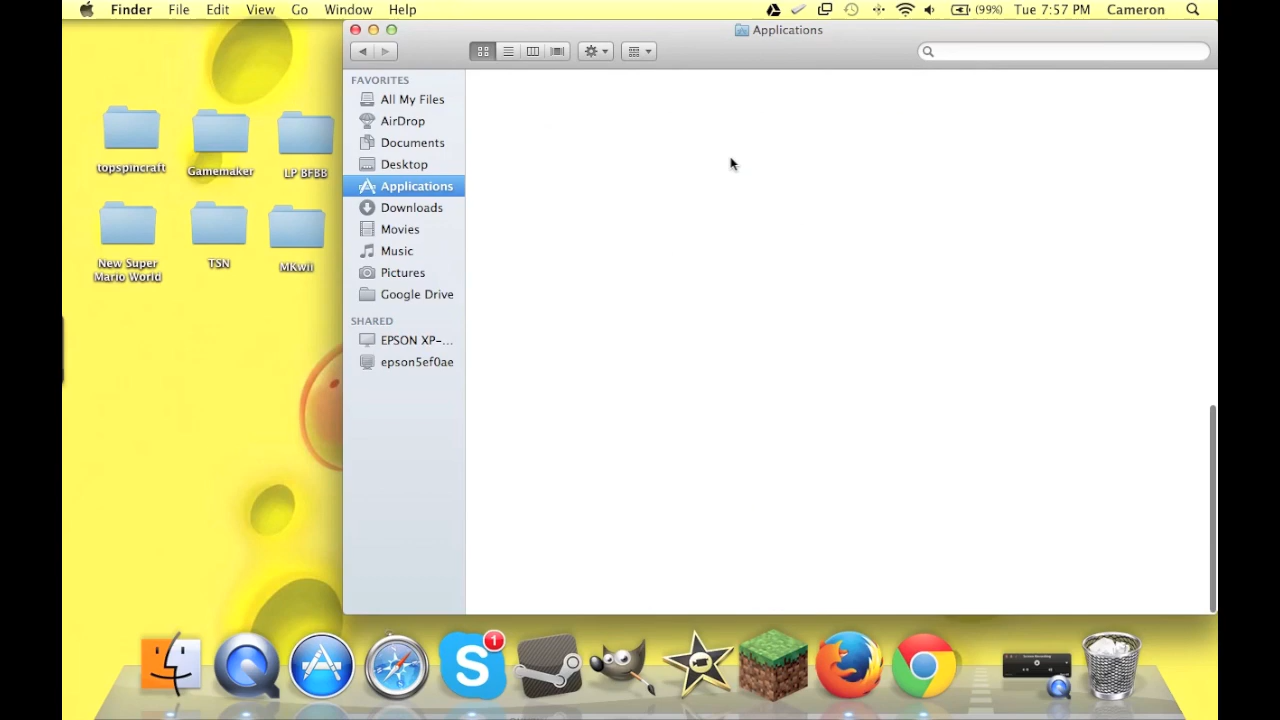 Finder File Edit View Go Window Help (99%) Tue 7:57 PM Cameron
Applications
FAVORITES
All My Files
AirDrop
Documents
Desktop
Applications
Downloads
Movies
Music
Pictures
Google Drive
SHARED
EPSON XP-...
epson5ef0ae
topspincraft
Gamemaker
LP BFBB
New Super
Mario World
TSN
MKwii
S
1